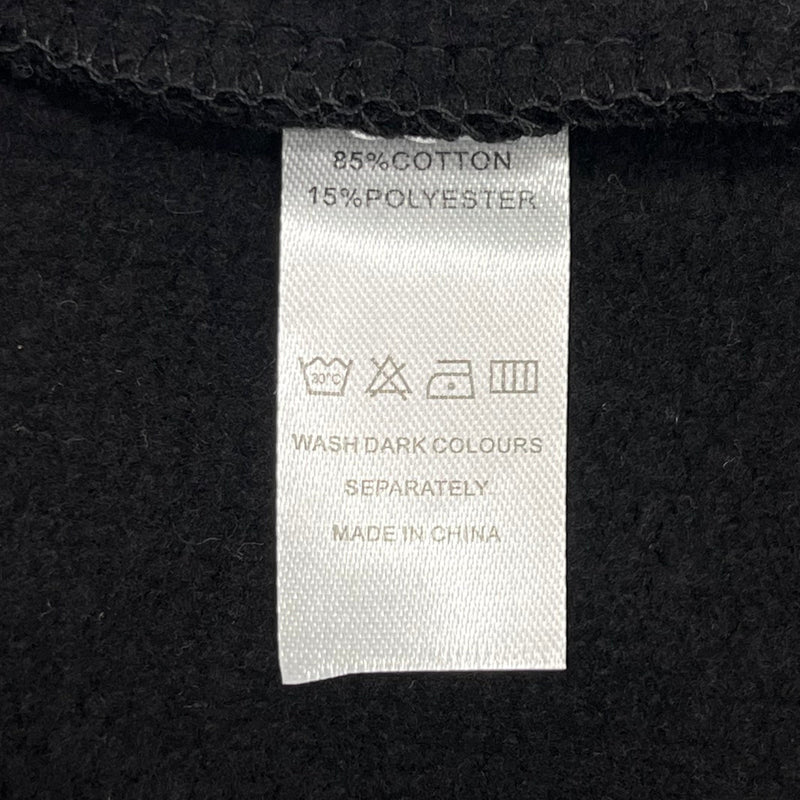 85%COTTON
15%POLYESTER
30°C
WASH DARK COLOURS
SEPARATELY
MADE IN CHINA